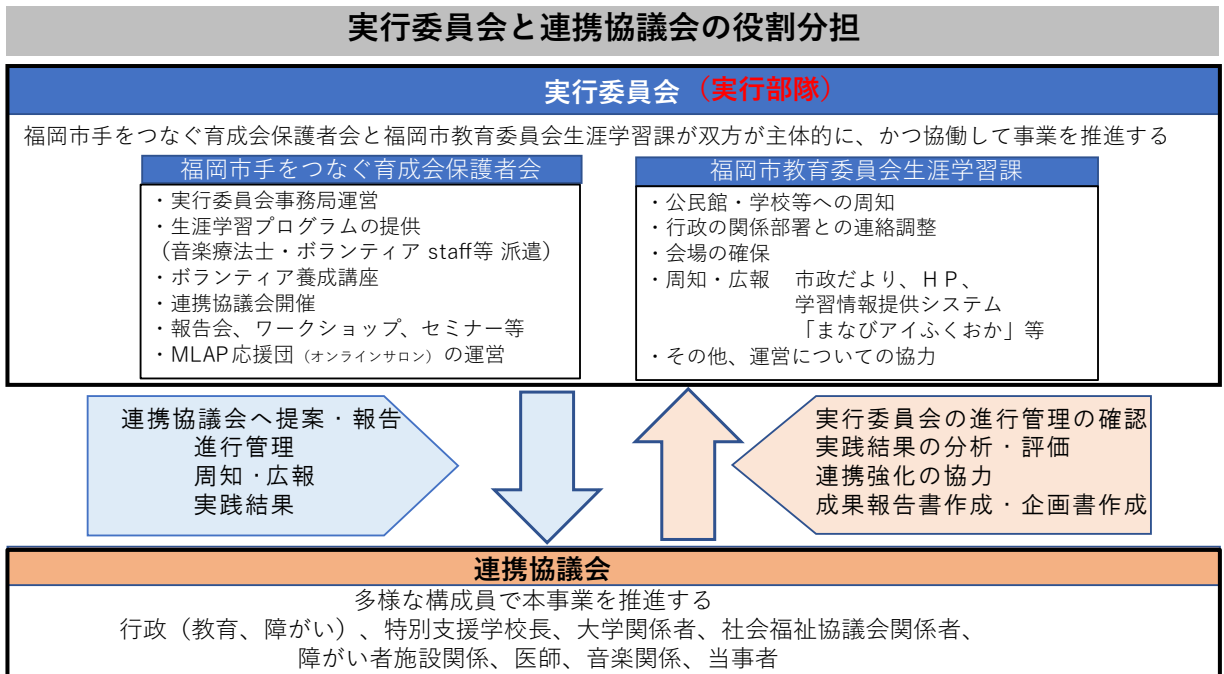 実行委員会と連携協議会の役割分担
実行委員会（実行部隊）
福岡市手をつなぐ育成会保護者会と福岡市教育委員会生涯学習課が双方が主体的に、かつ協働して事業を推進する
福岡市手をつなぐ育成会保護者会
・実行委員会事務局運営
・生涯学習プログラムの提供
（音楽療法士・ボランティア staff等 派遣）
・ボランティア養成講座
・連携協議会開催
・報告会、ワークショップ、セミナー等
・MLAP応援団（オンラインサロン）の運営
福岡市教育委員会生涯学習課
・公民館・学校等への周知
・行政の関係部署との連絡調整
・会場の確保
・周知・広報　市政だより、ＨＰ、
学習情報提供システム
「まなびアイふくおか」等
・その他、運営についての協力
連携協議会へ提案・報告
進行管理
周知・広報
実践結果
実行委員会の進行管理の確認
実践結果の分析・評価
連携強化の協力
成果報告書作成・企画書作成
連携協議会
多様な構成員で本事業を推進する
行政（教育、障がい）、特別支援学校長、大学関係者、社会福祉協議会関係者、
障がい者施設関係、医師、音楽関係、当事者